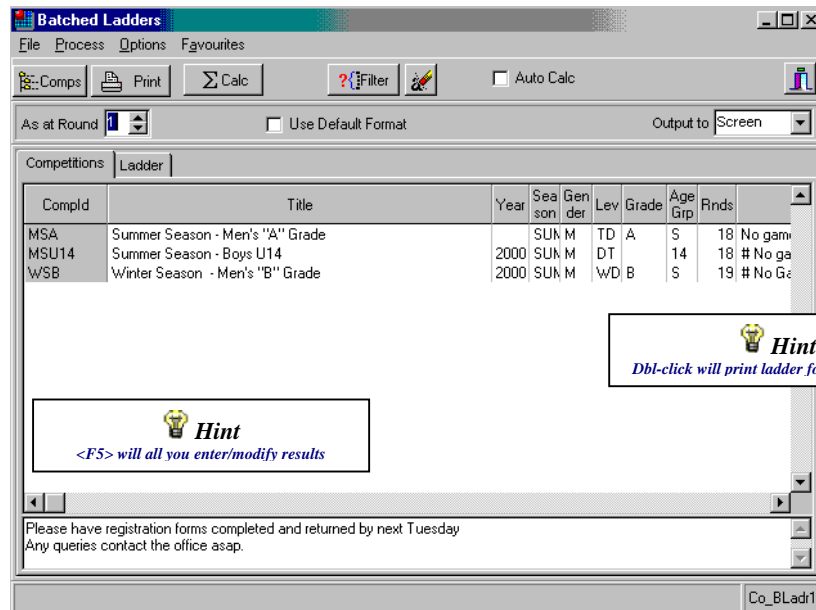 Batched Ladders
File Process Options Favourites
Comps Print Σ Calc ?{ Filter Auto Calc
As at Round 1 Use Default Format Output to Screen
Competitions Ladder
CompId Title Year Sea son Gen der Lev Grade Age Grp Rnds
MSA Summer Season - Men's "A" Grade SUM M TD A S 18 No game
MSU14 Summer Season - Boys U14 2000 SUM M DT 14 18 # No ga
WSB Winter Season - Men's "B" Grade 2000 SUM M WD B S 19 # No Ga
Hint
Dbl-click will print ladder fo
Hint
<F5> will all you enter/modify results
Please have registration forms completed and returned by next Tuesday
Any queries contact the office asap.
Co_BLadr1